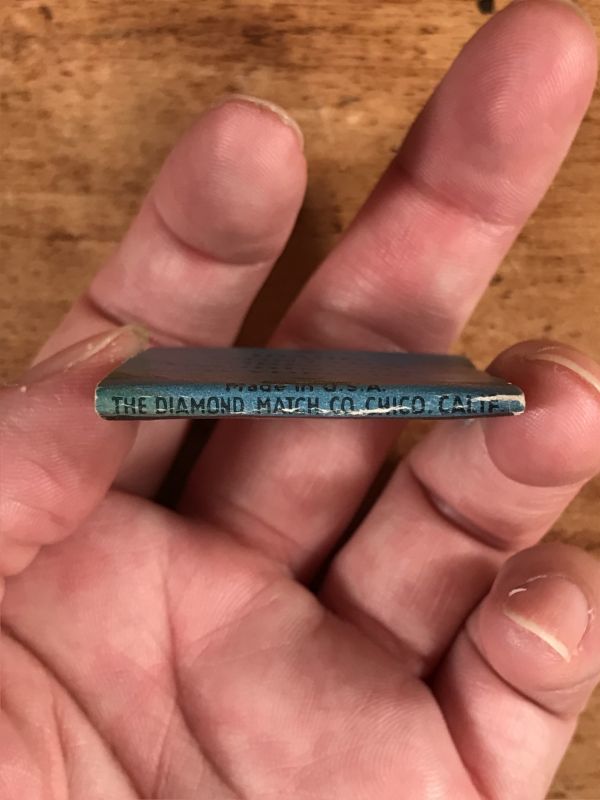 Made in U.S.A.
THE DIAMOND MATCH CO. CHICO, CALIF.